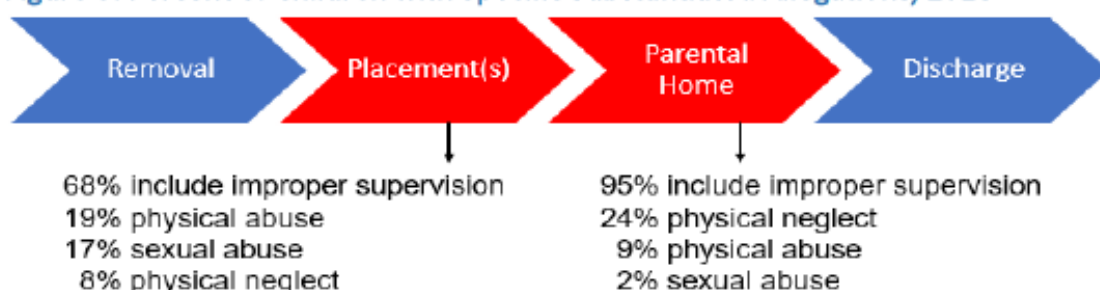 Removal
Placement(s)
Parental
Home
Discharge
68% include improper supervision
19% physical abuse
17% sexual abuse
8% physical neglect
95% include improper supervision
24% physical neglect
9% physical abuse
2% sexual abuse